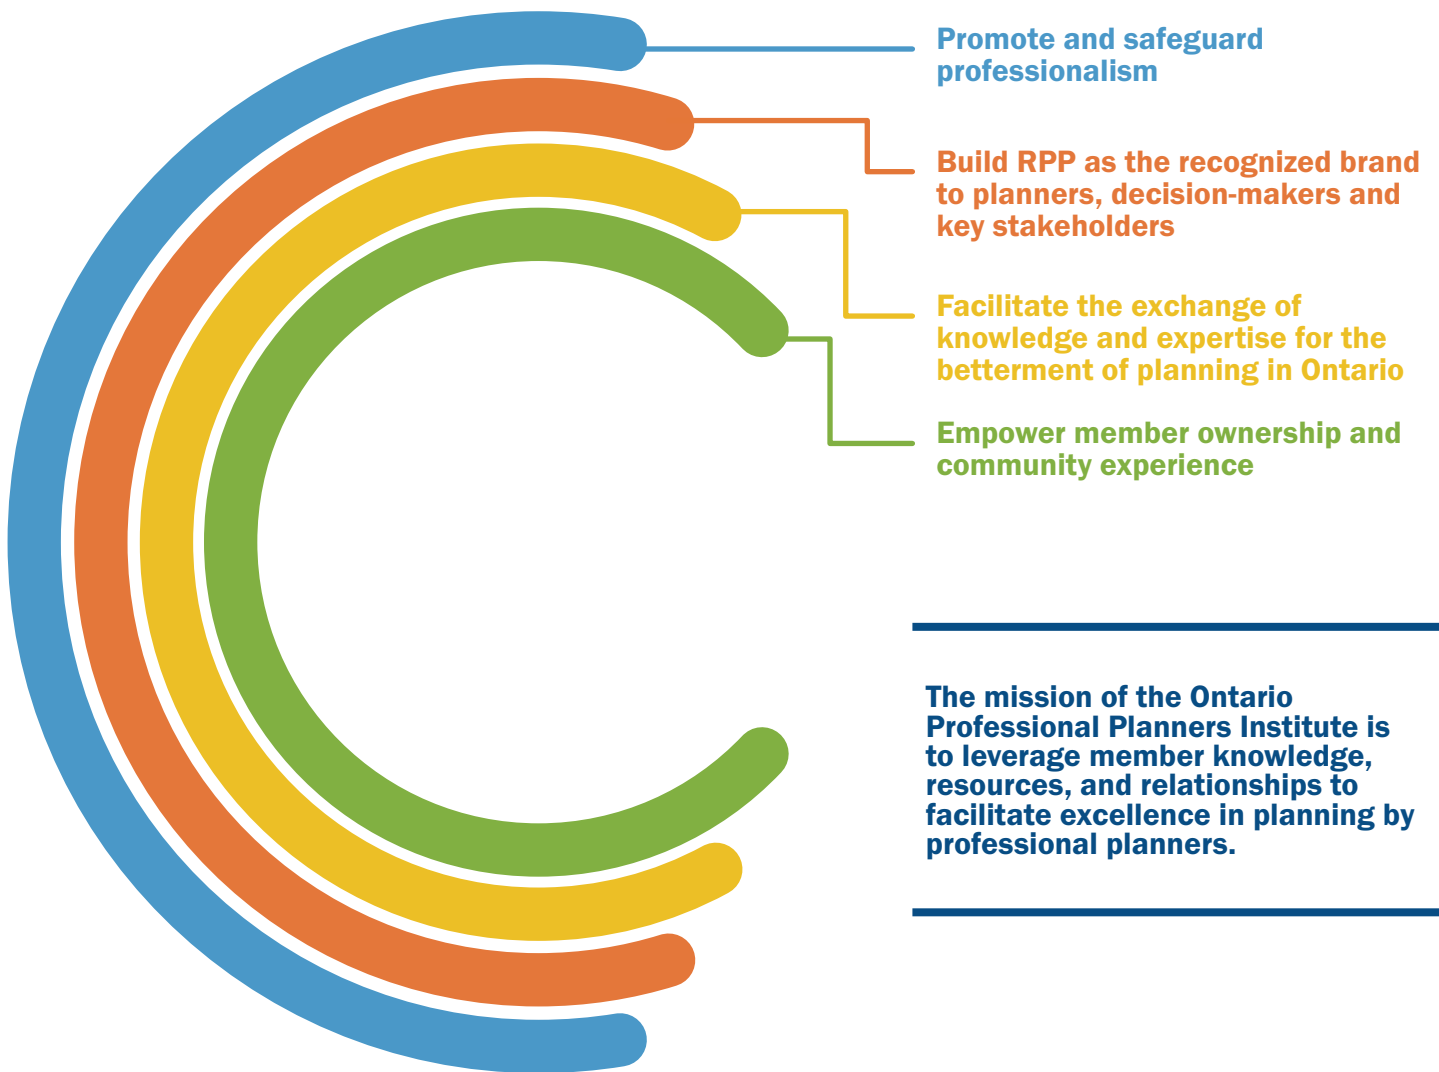 Promote and safeguard
professionalism
Build RPP as the recognized brand
to planners, decision-makers and
key stakeholders
Facilitate the exchange of
knowledge and expertise for the
betterment of planning in Ontario
Empower member ownership and
community experience
The mission of the Ontario
Professional Planners Institute is
to leverage member knowledge,
resources, and relationships to
facilitate excellence in planning by
professional planners.